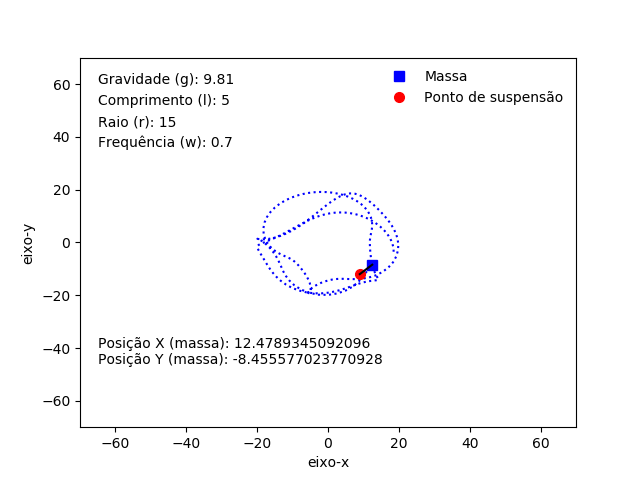 Gravidade (g): 9.81
Comprimento (l): 5
Raio (r): 15
Frequência (w): 0.7
Massa
Ponto de suspensão
60
40
20
0
−20
−40
−60
eixo-y
Posição X (massa): 12.4789345092096
Posição Y (massa): -8.455577023770928
−60
−40
−20
0
20
40
60
eixo-x